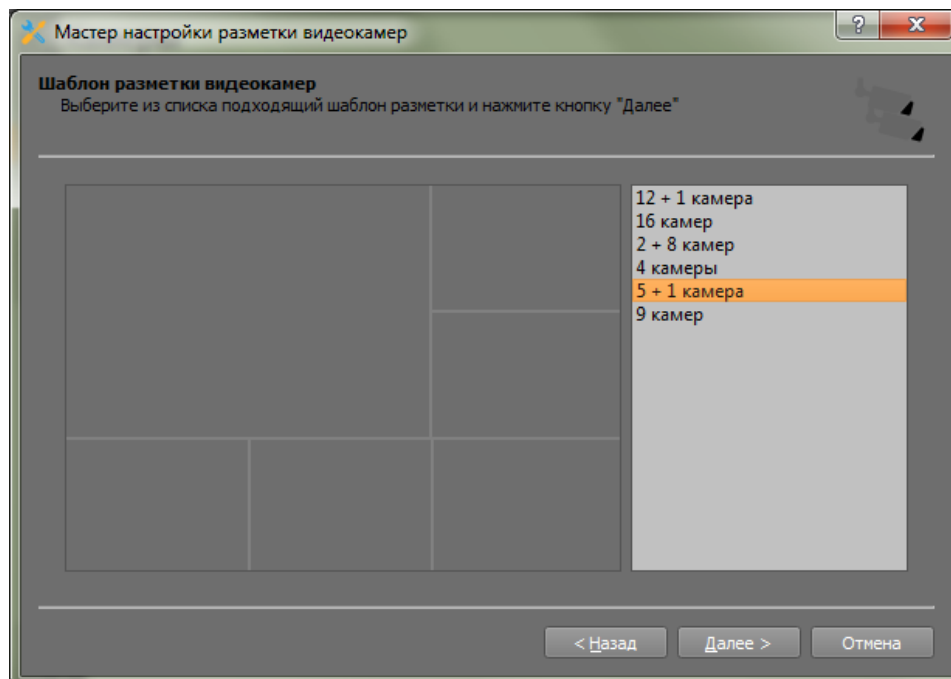 Мастер настройки разметки видеокамер
?
Шаблон разметки видеокамер
Выберите из списка подходящий шаблон разметки и нажмите кнопку "Далее"
12 + 1 камера
16 камер
2 + 8 камер
4 камеры
5 + 1 камера
9 камер
< Назад
Далее >
Отмена